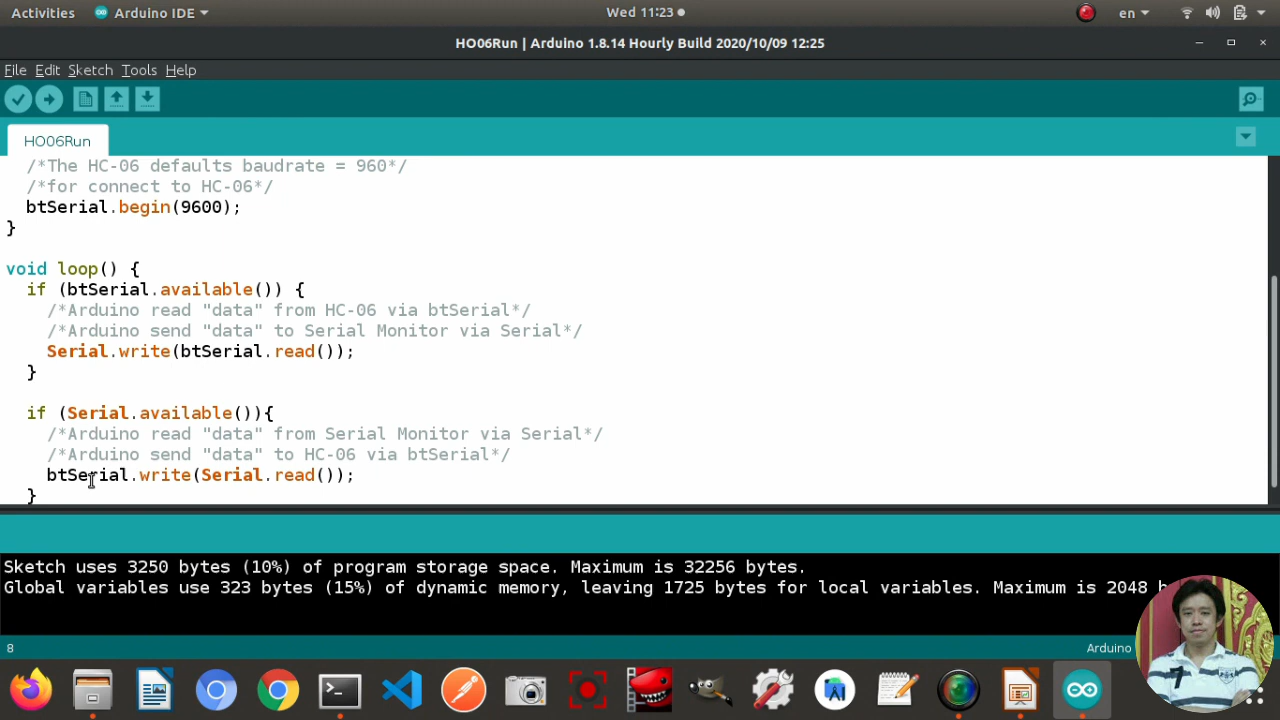 Activities Arduino IDE Wed 11:23 en
HO06Run | Arduino 1.8.14 Hourly Build 2020/10/09 12:25
File Edit Sketch Tools Help
HO06Run
/*The HC-06 defaults baudrate = 960*/
/*for connect to HC-06*/
btSerial.begin(9600);
}
void loop() {
if (btSerial.available()) {
/*Arduino read "data" from HC-06 via btSerial*/
/*Arduino send "data" to Serial Monitor via Serial*/
Serial.write(btSerial.read());
}
if (Serial.available()){
/*Arduino read "data" from Serial Monitor via Serial*/
/*Arduino send "data" to HC-06 via btSerial*/
btSerial.write(Serial.read());
}
Sketch uses 3250 bytes (10%) of program storage space. Maximum is 32256 bytes.
Global variables use 323 bytes (15%) of dynamic memory, leaving 1725 bytes for local variables. Maximum is 2048 b
8 Arduino